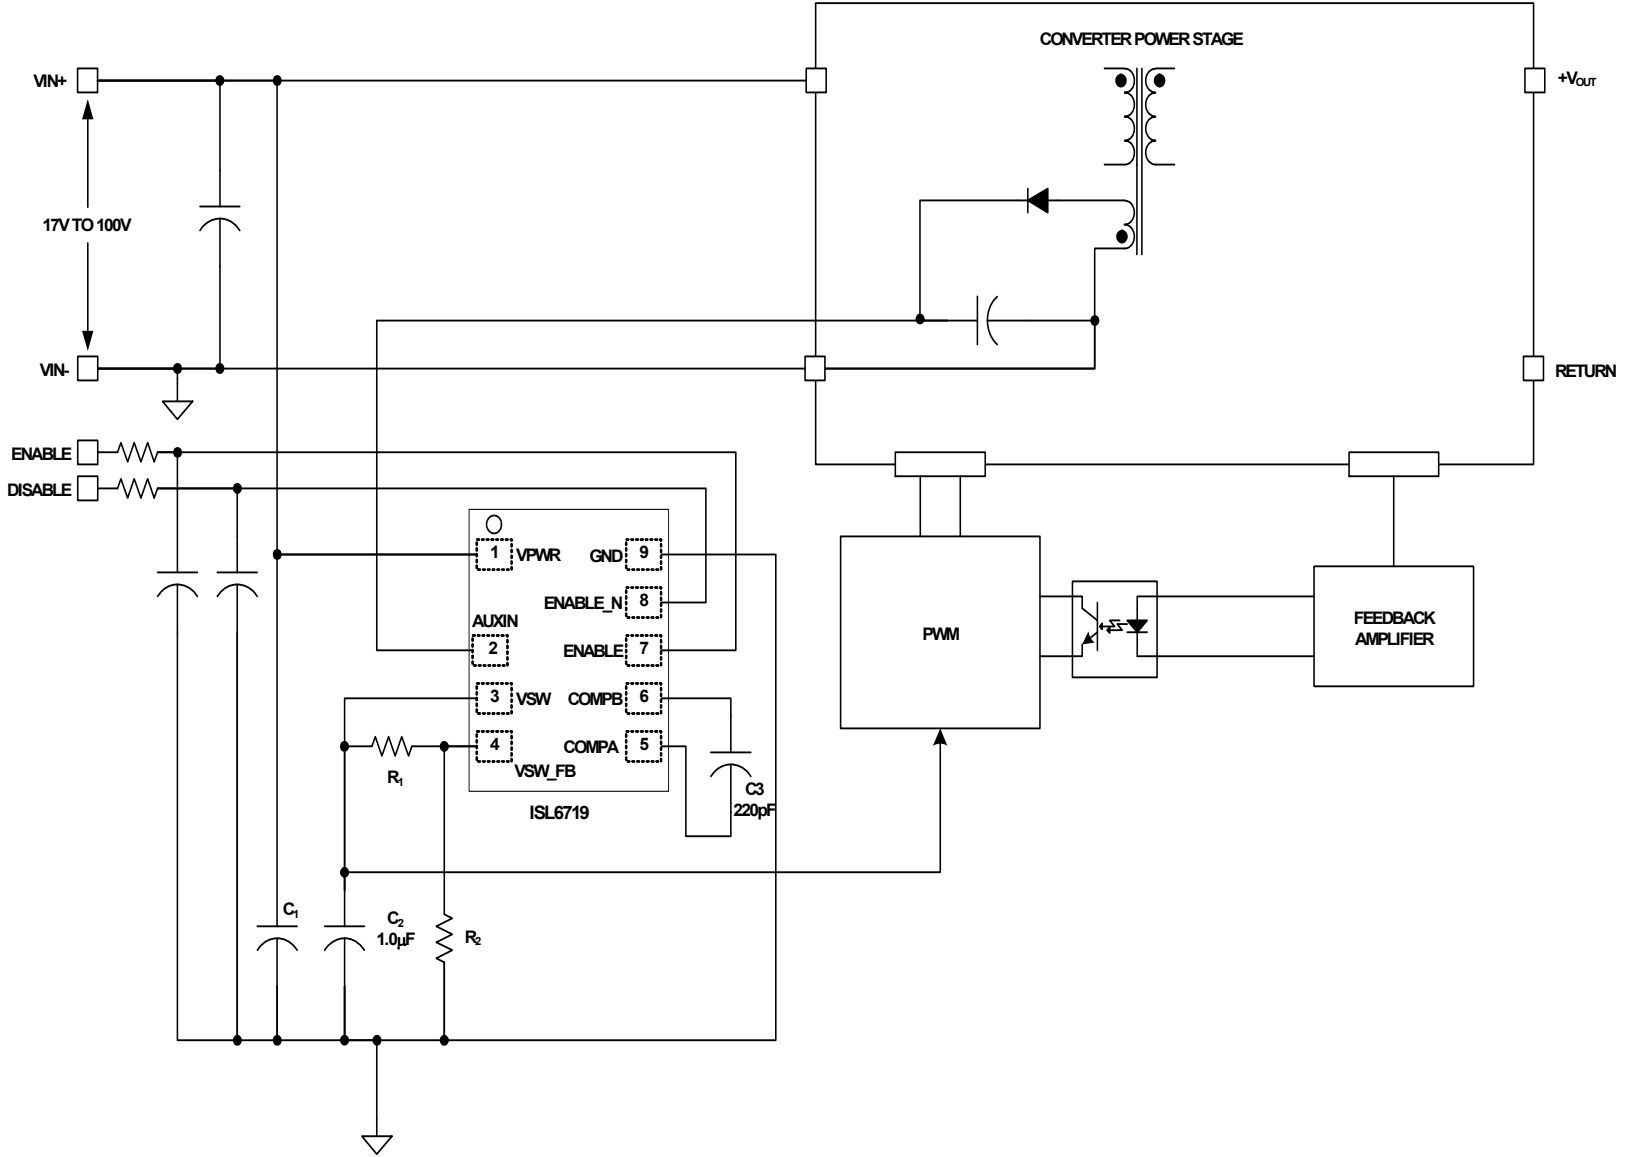 CONVERTER POWER STAGE
VIN+
+VOUT
17V TO 100V
VIN-
RETURN
ENABLE
DISABLE
1 VPWR
GND 9
ENABLE_N 8
AUXIN
2
ENABLE 7
3 VSW
COMPB 6
4
VSW_FB
COMPA 5
ISL6719
R1
C3
220pF
PWM
FEEDBACK
AMPLIFIER
C1
C2
1.0µF
R2